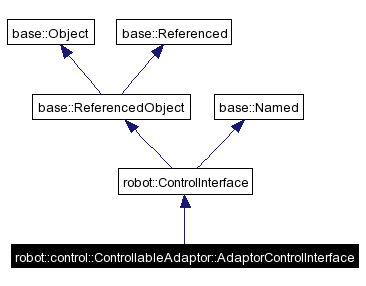 base::Object
base::Referenced
base::ReferencedObject
base::Named
robot::ControlInterface
robot::control::ControllableAdaptor::AdaptorControlInterface